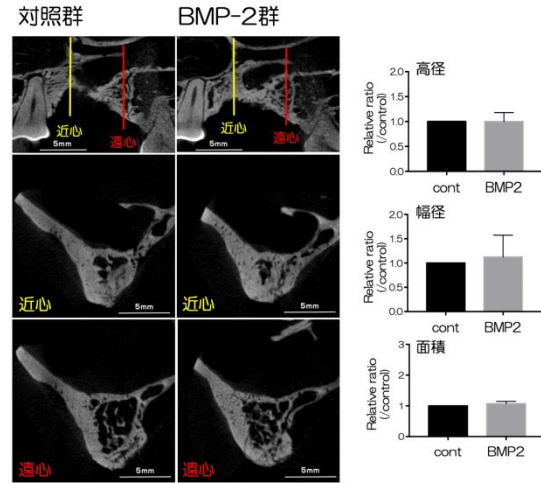 対照群
BMP-2群
近心
遠心
5mm
近心
遠心
5mm
近心
5mm
5mm
遠心
5mm
遠心
5mm
高径
Relative ratio
(/control)
2.0
1.5
1.0
0.5
0.0
cont
BMP2
幅径
Relative ratio
(/control)
2.0
1.5
1.0
0.5
0.0
cont
BMP2
面積
Relative ratio
(/control)
3
2
1
0
cont
BMP2